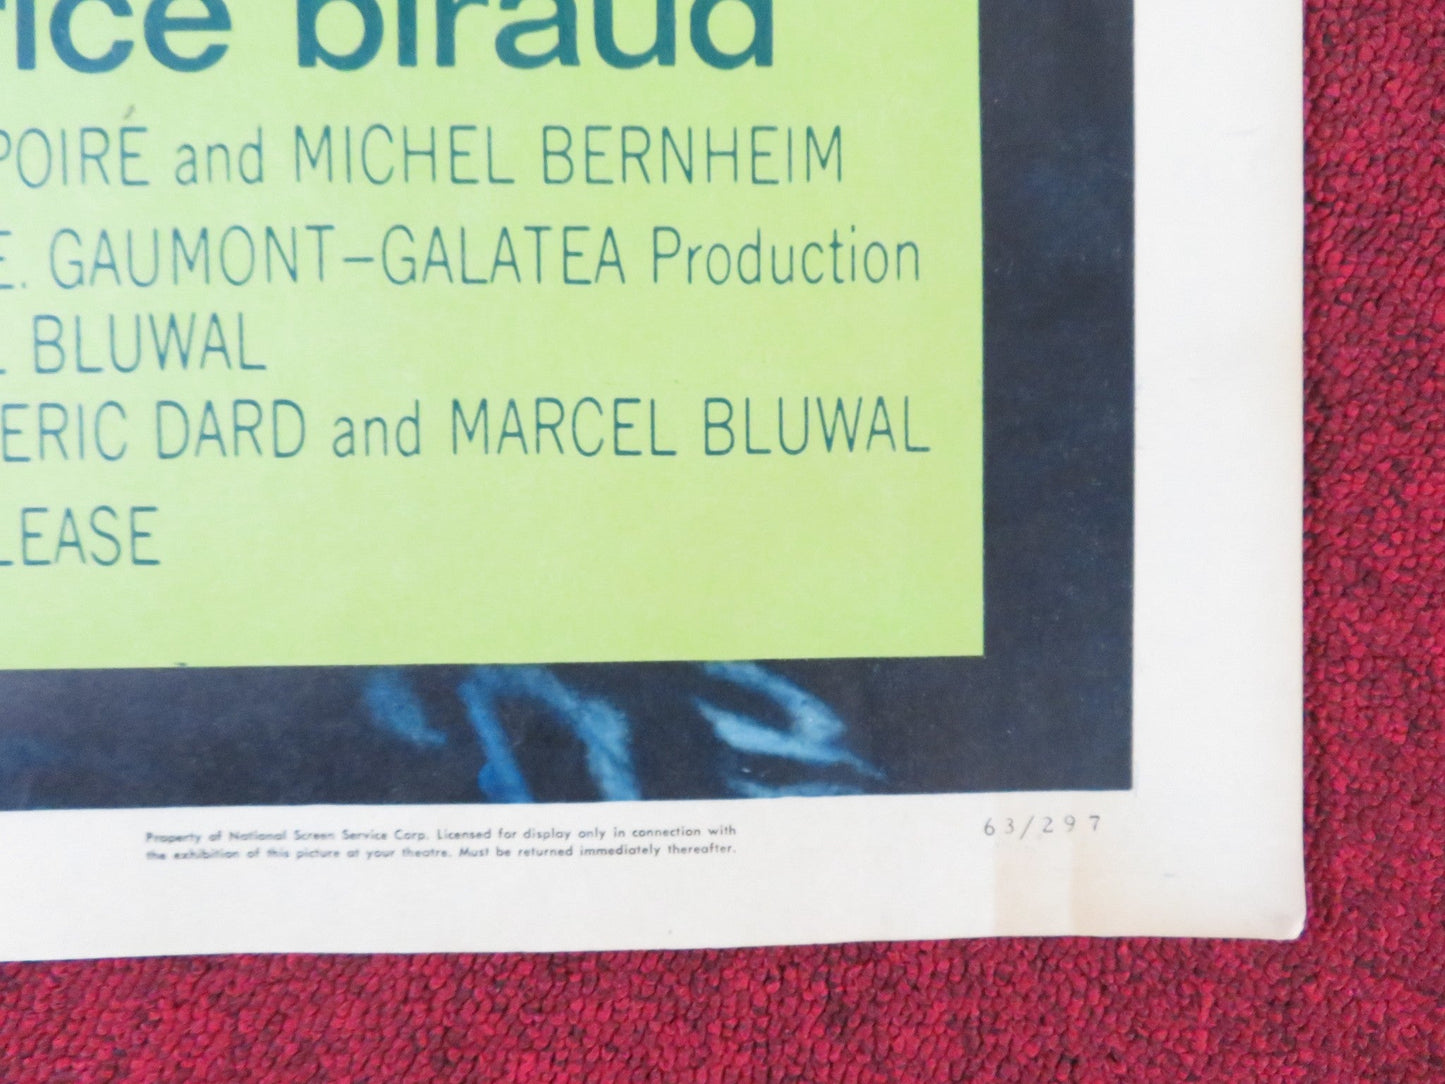 rice biraud
POIRÉ and MICHEL BERNHEIM
E. GAUMONT–GALATEA Production
L BLUWAL
ERIC DARD and MARCEL BLUWAL
LEASE
Property of National Screen Service Corp. Licensed for display only in connection with
the exhibition of this picture at your theatre. Must be returned immediately thereafter.
63/297